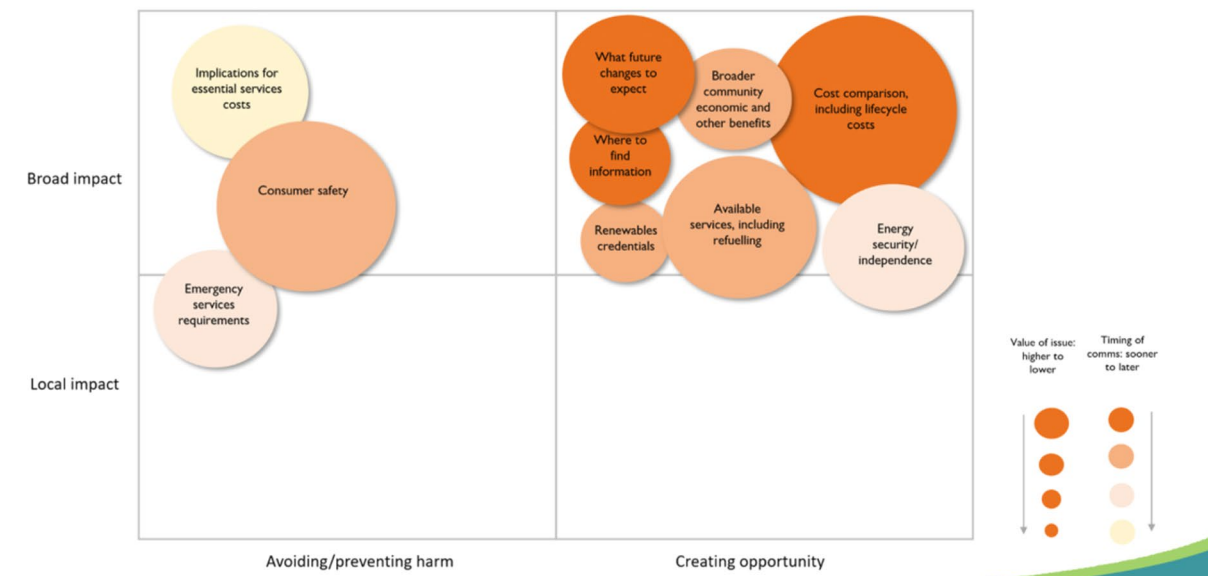 Implications for
essential services
costs
Consumer safety
Emergency
services
requirements
What future
changes to
expect
Broader
community
economic and
other benefits
Cost comparison,
including lifecycle
costs
Where to
find
information
Renewables
credentials
Available
services, including
refuelling
Energy
security/
independence
Broad impact
Local impact
Avoiding/preventing harm
Creating opportunity
Value of issue:
higher to
lower
Timing of
comms: sooner
to later